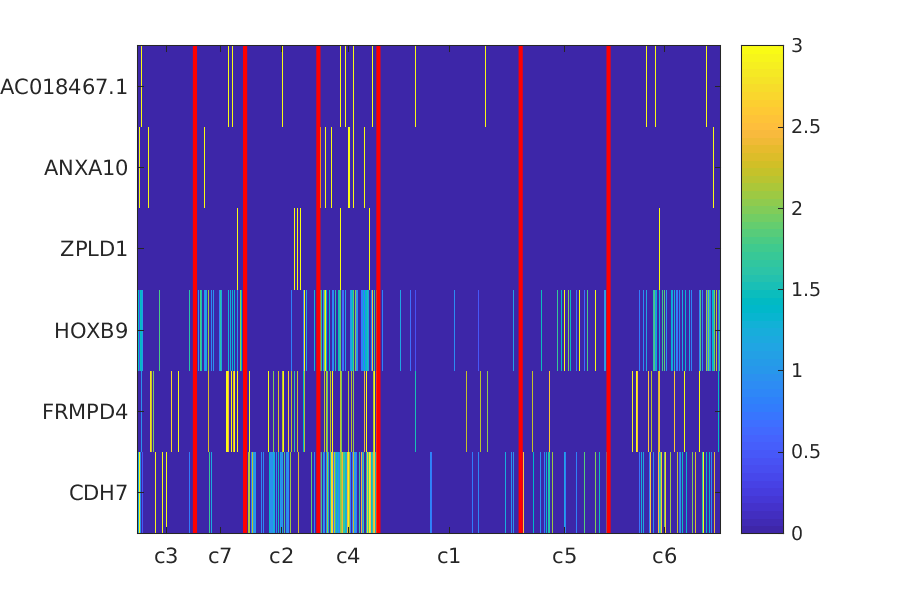 AC018467.1
ANXA10
ZPLD1
HOXB9
FRMPD4
CDH7
c3 c7 c2 c4 c1 c5 c6
3
2.5
2
1.5
1
0.5
0